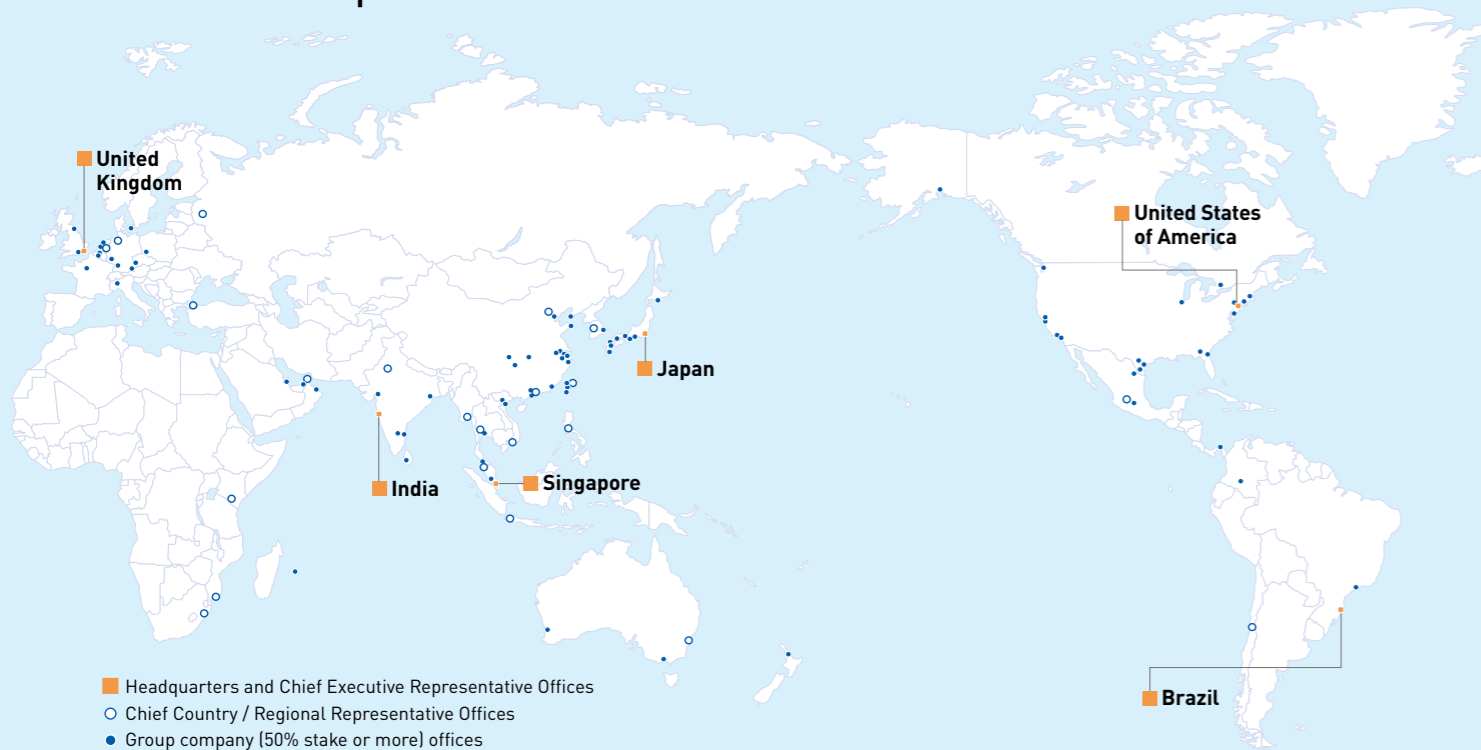 United
Kingdom
United States
of America
Japan
India
Singapore
Brazil
Headquarters and Chief Executive Representative Offices
Chief Country / Regional Representative Offices
Group company (50% stake or more) offices